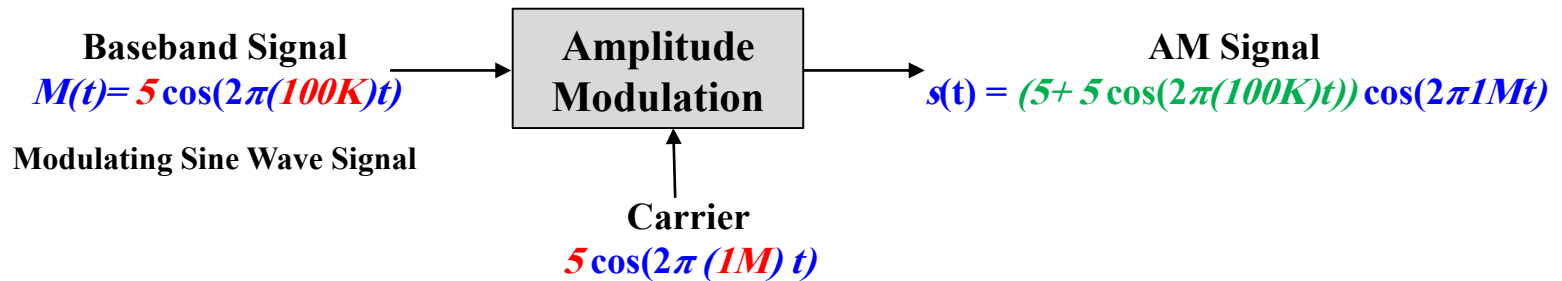 Baseband Signal
M(t)= 5 cos(2π(100K)t)
Modulating Sine Wave Signal
Amplitude
Modulation
AM Signal
s(t) = (5+ 5 cos(2π(100K)t)) cos(2π1Mt)
Carrier
5 cos(2π (1M) t)